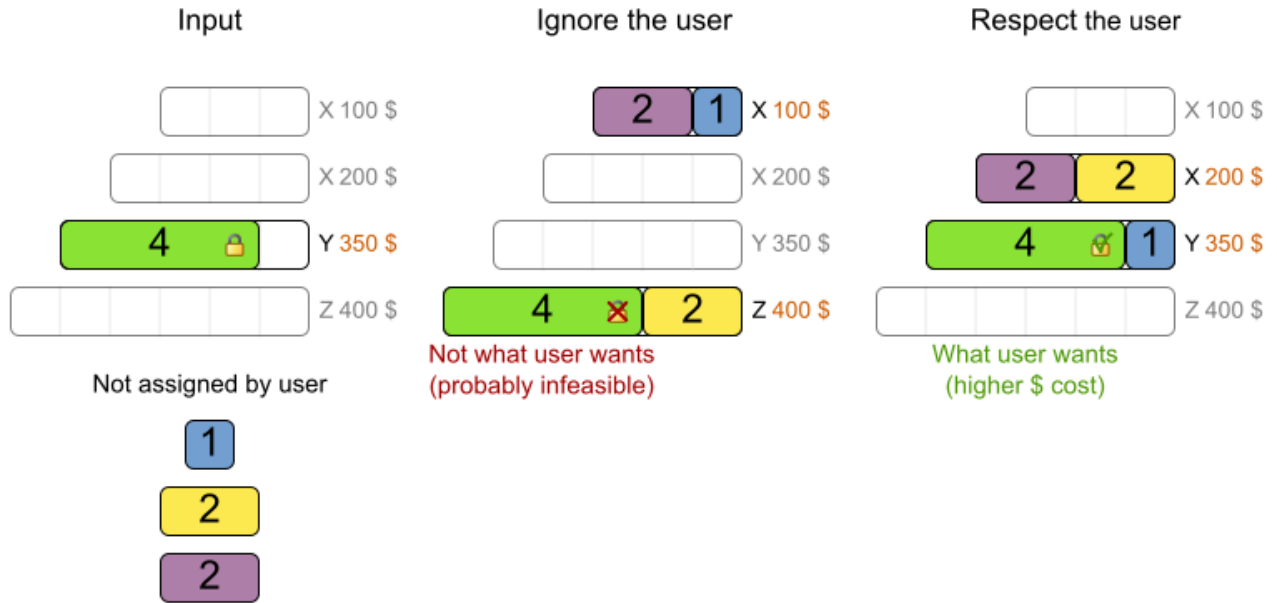 Input
X 100 $
X 200 $
4
Y 350 $
Z 400 $
Not assigned by user
1
2
2
Ignore the user
2 1 X 100 $
X 200 $
Y 350 $
4 2 Z 400 $
Not what user wants
(probably infeasible)
Respect the user
X 100 $
2 2 X 200 $
4 1 Y 350 $
Z 400 $
What user wants
(higher $ cost)